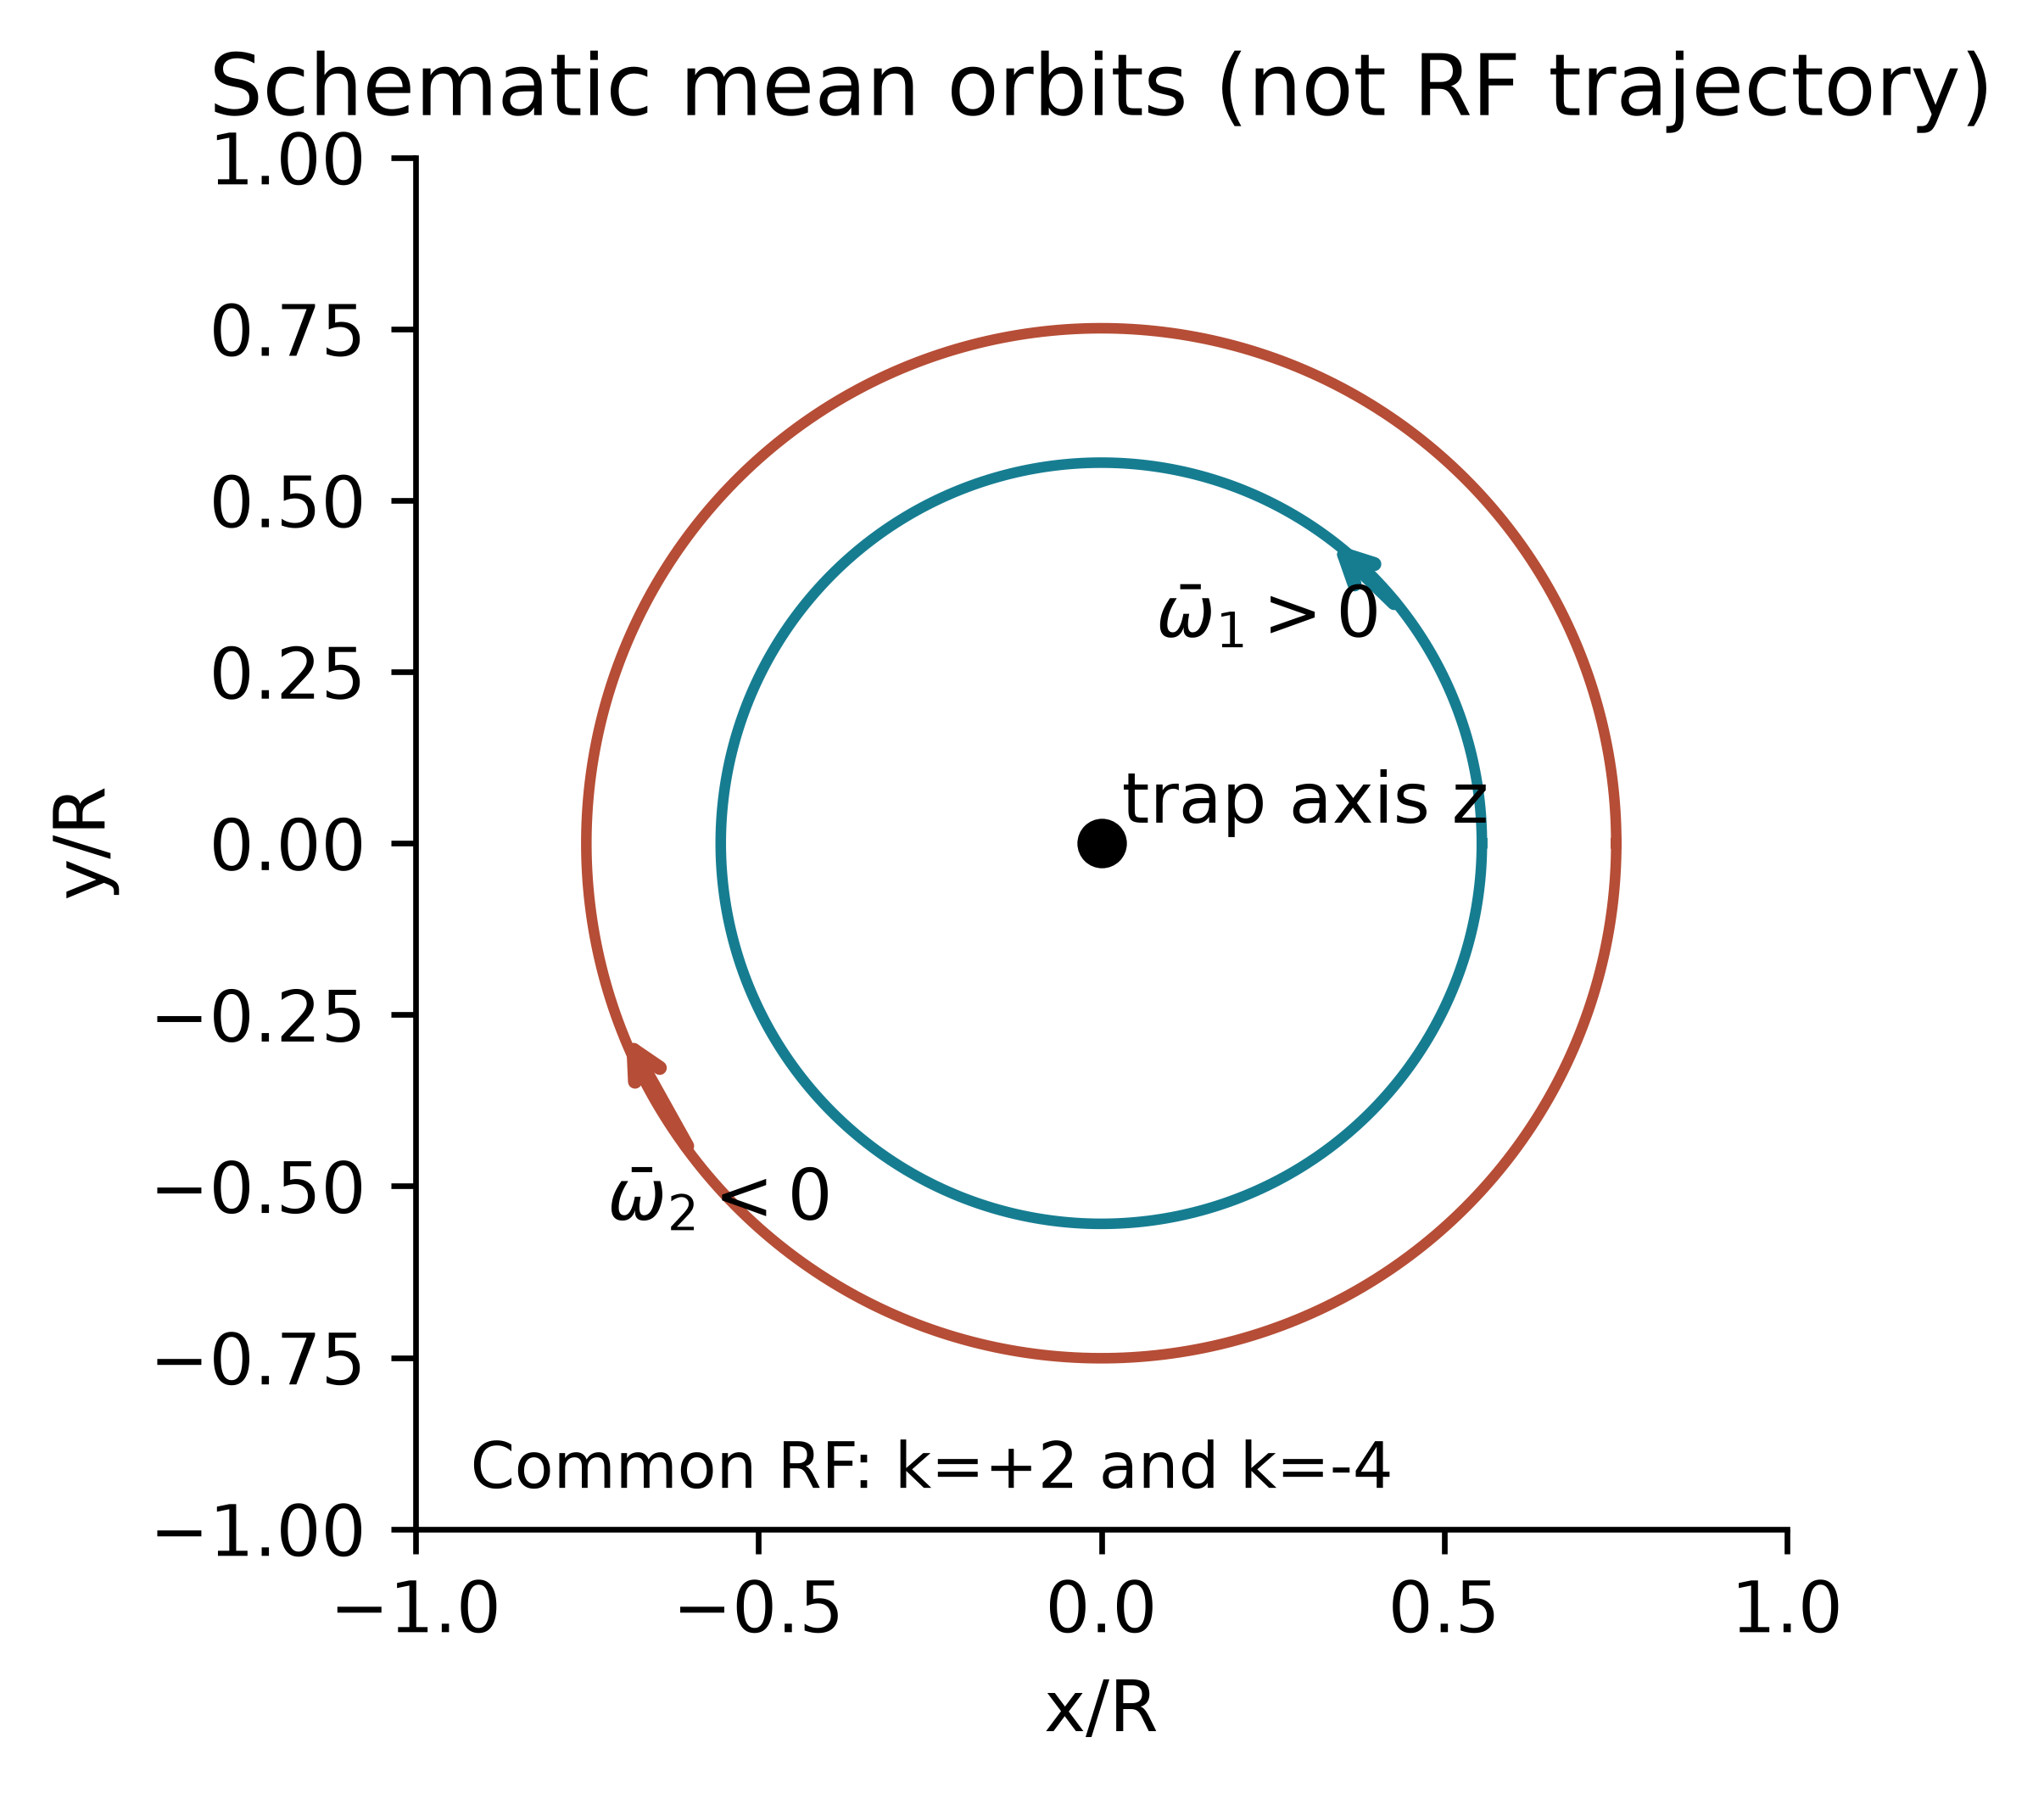 Schematic mean orbits (not RF trajectory)
1.00
0.75
0.50
0.25
0.00
−0.25
−0.50
−0.75
−1.00
y/R
ω̄₁ > 0
trap axis z
ω̄₂ < 0
Common RF: k=+2 and k=-4
−1.0
−0.5
0.0
0.5
1.0
x/R